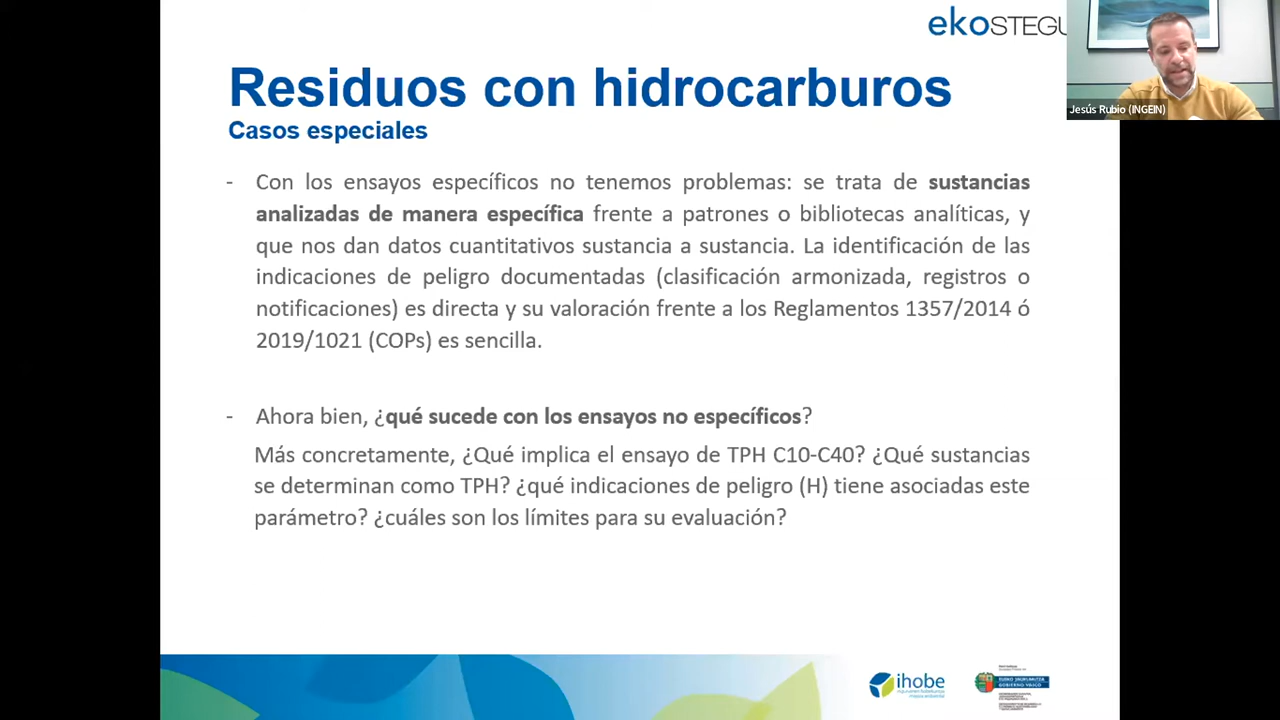 ekoSTEGU
Jesús Rubio (INGEIN)
Residuos con hidrocarburos
Casos especiales
- Con los ensayos específicos no tenemos problemas: se trata de sustancias
analizadas de manera específica frente a patrones o bibliotecas analíticas, y
que nos dan datos cuantitativos sustancia a sustancia. La identificación de las
indicaciones de peligro documentadas (clasificación armonizada, registros o
notificaciones) es directa y su valoración frente a los Reglamentos 1357/2014 ó
2019/1021 (COPs) es sencilla.
- Ahora bien, ¿qué sucede con los ensayos no específicos?
Más concretamente, ¿Qué implica el ensayo de TPH C10-C40? ¿Qué sustancias
se determinan como TPH? ¿qué indicaciones de peligro (H) tiene asociadas este
parámetro? ¿cuáles son los límites para su evaluación?
ihobe
EUSKO JAURLARITZA
GOBIERNO VASCO